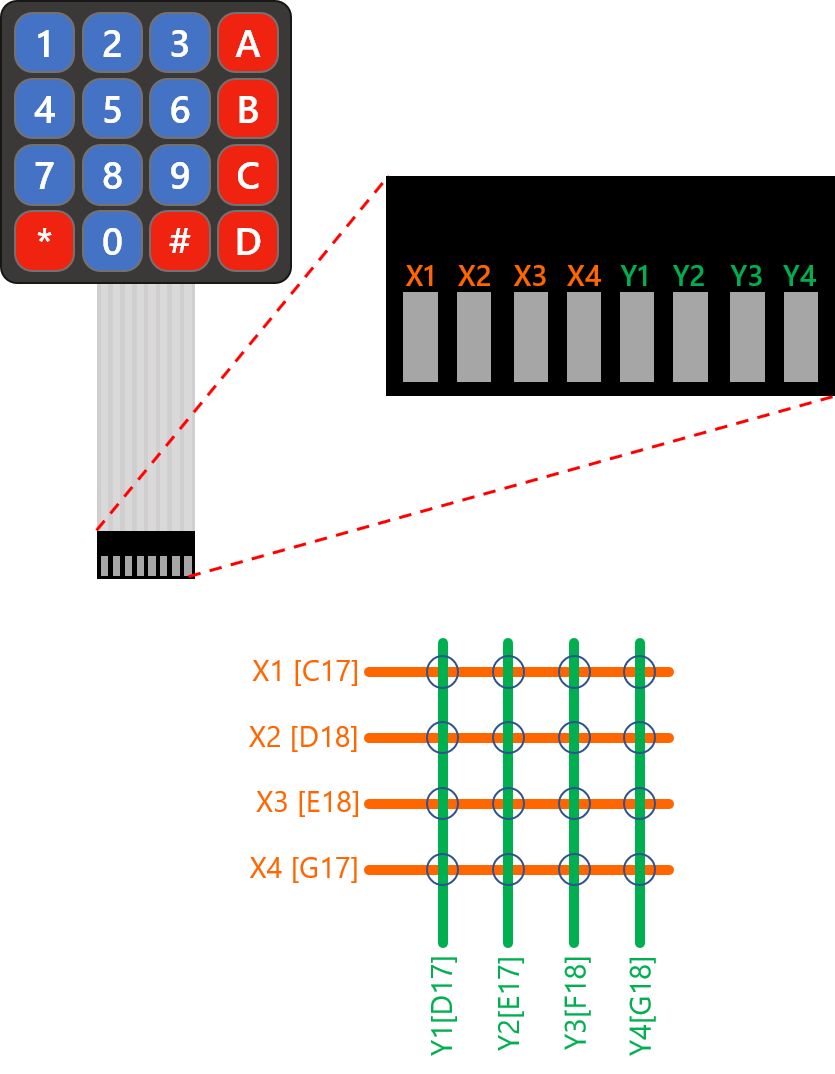 1 2 3 A
4 5 6 B
7 8 9 C
* 0 # D
X1 X2 X3 X4 Y1 Y2 Y3 Y4
X1 [C17]
X2 [D18]
X3 [E18]
X4 [G17]
Y1[D17]
Y2[E17]
Y3[F18]
Y4[G18]